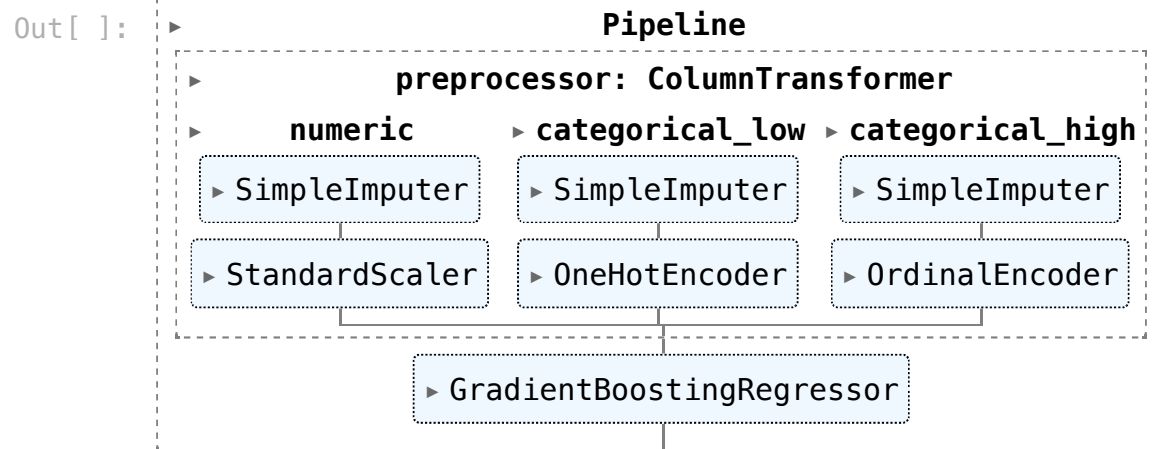 Out[ ]:
Pipeline
preprocessor: ColumnTransformer
numeric categorical_low categorical_high
SimpleImputer SimpleImputer SimpleImputer
StandardScaler OneHotEncoder OrdinalEncoder
GradientBoostingRegressor